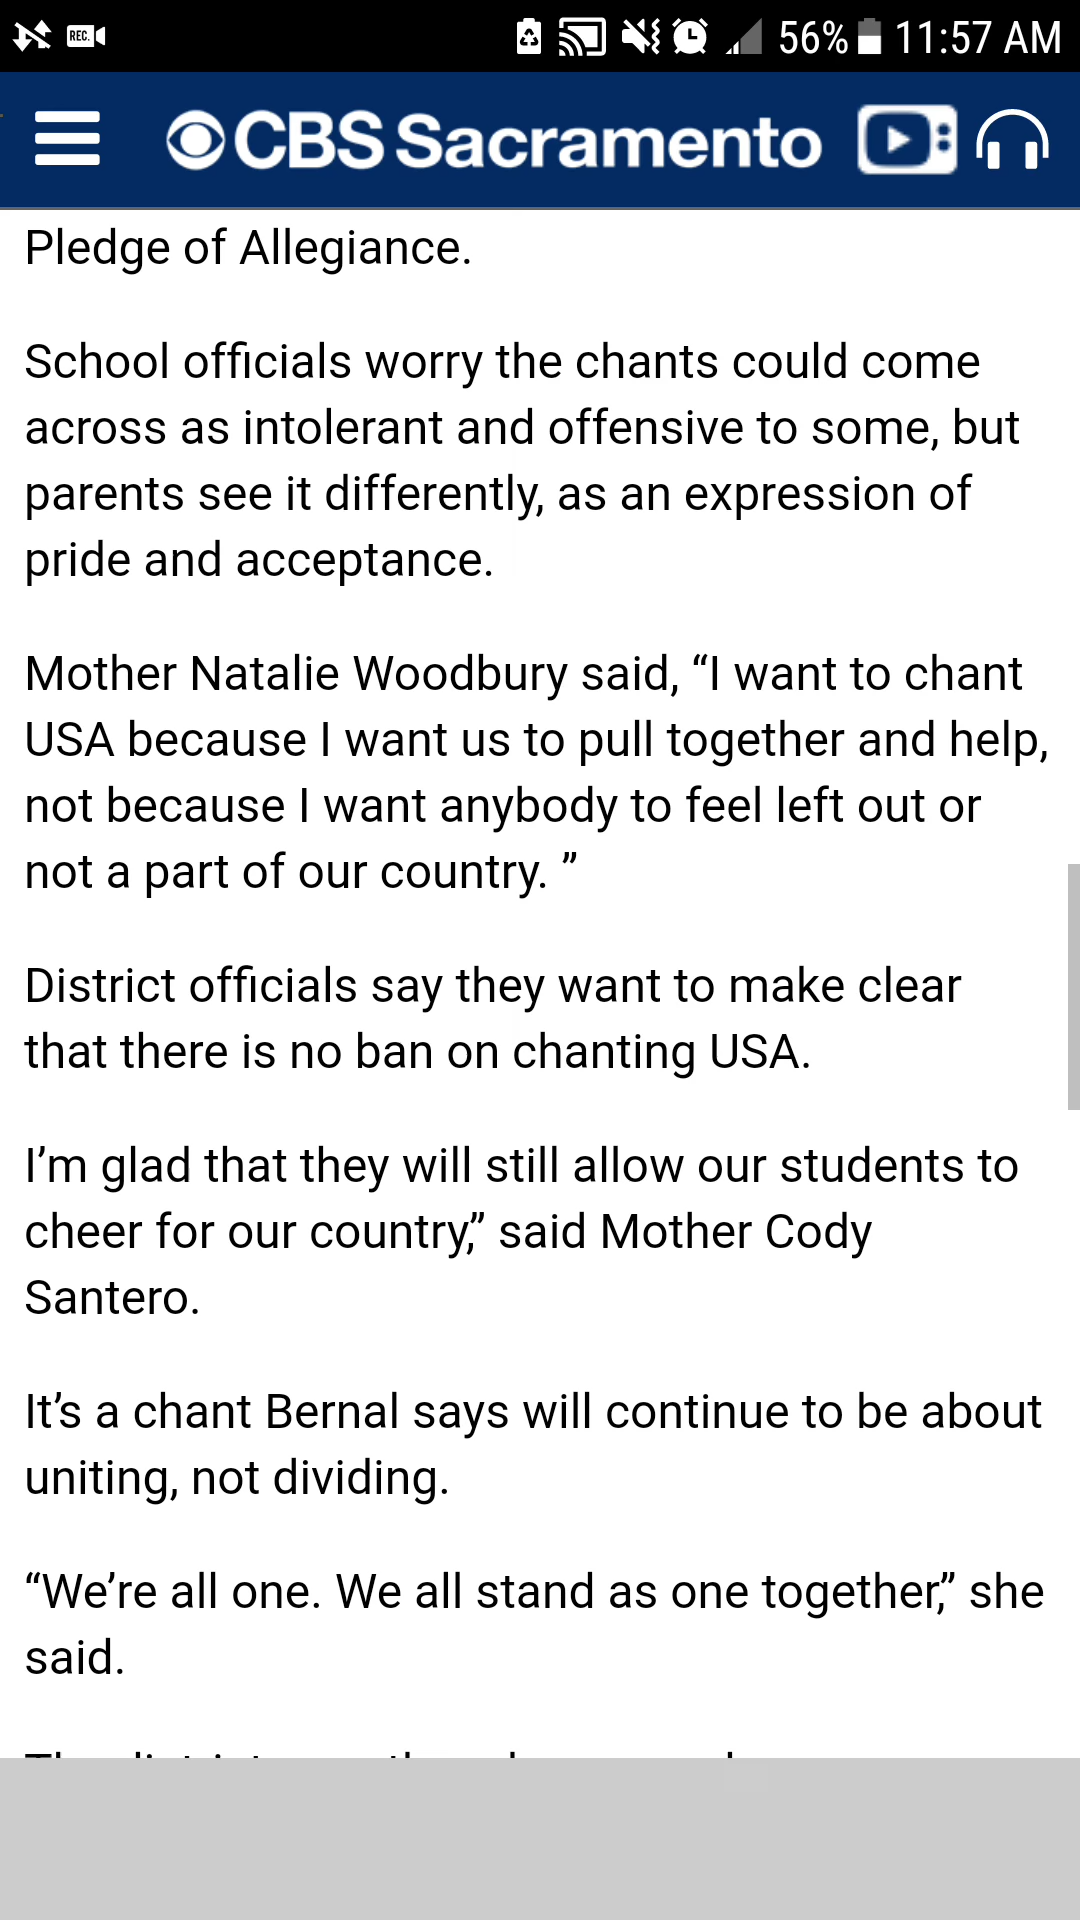 REC.
56% 11:57 AM
CBS Sacramento
Pledge of Allegiance.
School officials worry the chants could come
across as intolerant and offensive to some, but
parents see it differently, as an expression of
pride and acceptance.
Mother Natalie Woodbury said, “I want to chant
USA because I want us to pull together and help,
not because I want anybody to feel left out or
not a part of our country. ”
District officials say they want to make clear
that there is no ban on chanting USA.
I’m glad that they will still allow our students to
cheer for our country,” said Mother Cody
Santero.
It’s a chant Bernal says will continue to be about
uniting, not dividing.
“We’re all one. We all stand as one together,” she
said.